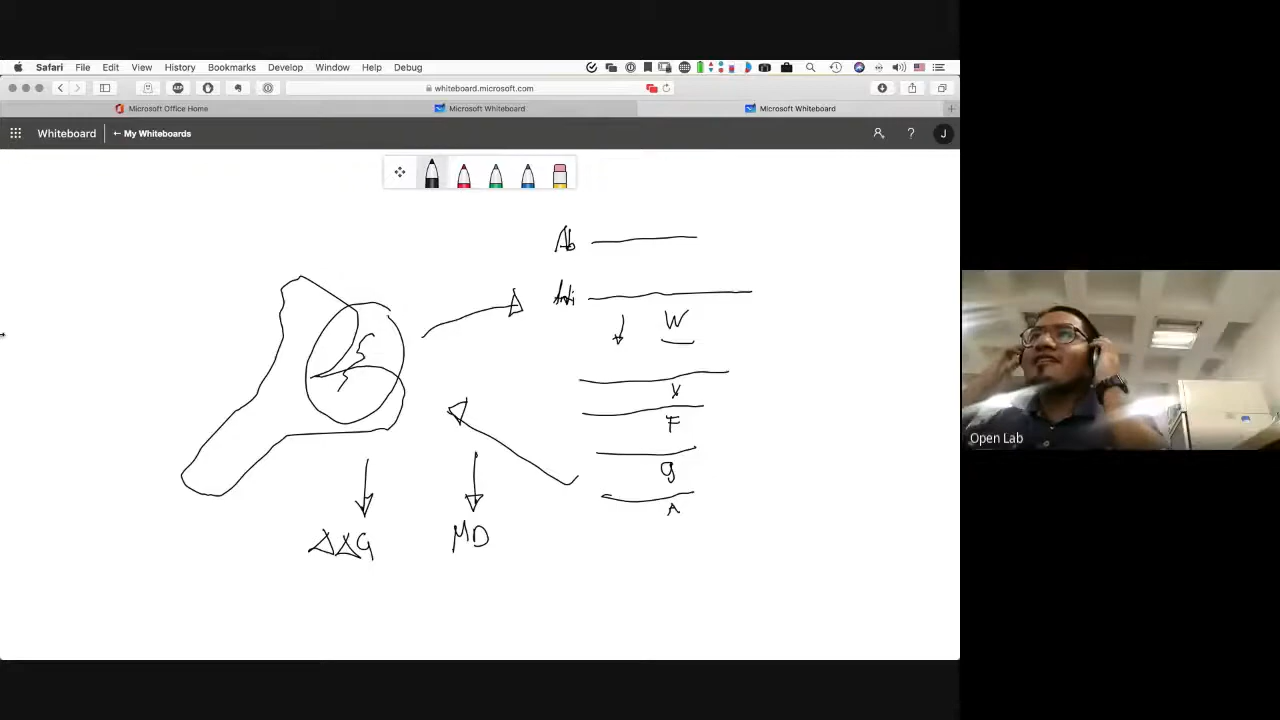 Safari File Edit View History Bookmarks Develop Window Help Debug
whiteboard.microsoft.com
Microsoft Office Home
Microsoft Whiteboard
Microsoft Whiteboard
Whiteboard
← My Whiteboards
? J
Ab
W
F
g
A
ΔΔG
MD
Open Lab